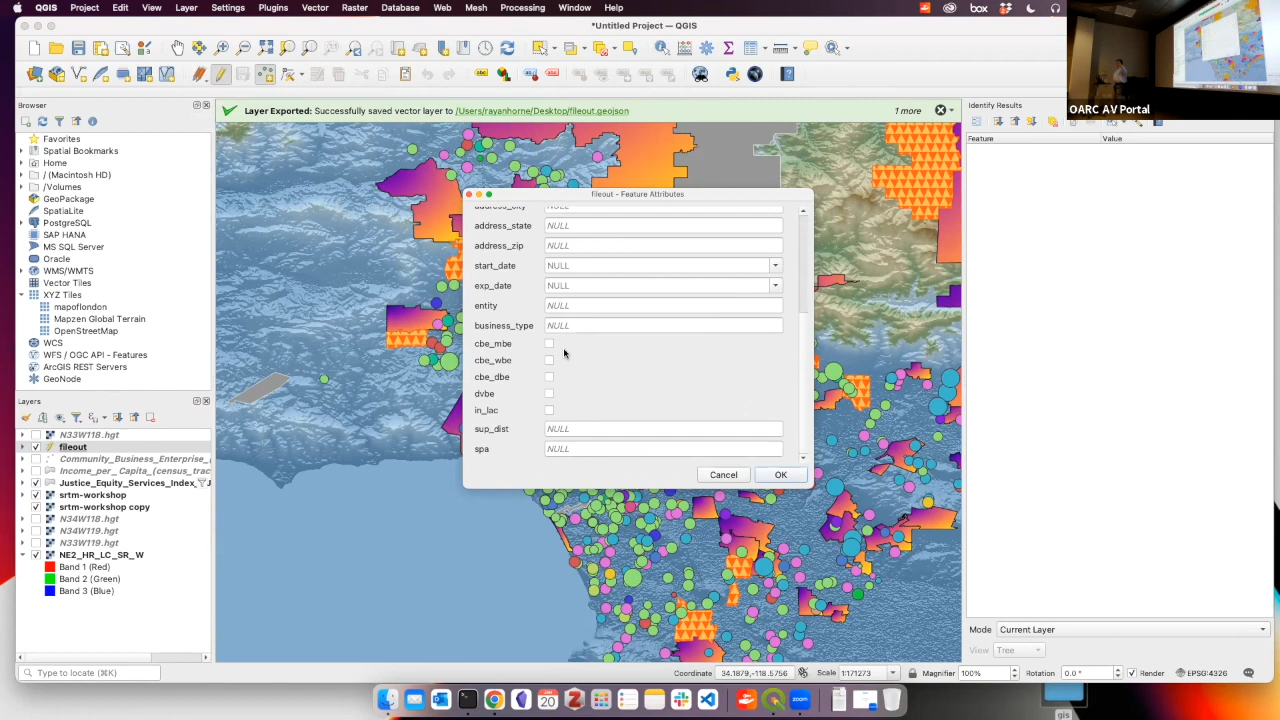 QGIS Project Edit View Layer Settings Plugins Vector Raster Database Web Mesh Processing Window Help box
*Untitled Project — QGIS
OARC AV Portal
Browser
Layer Exported: Successfully saved vector layer to /Users/rayanhorne/Desktop/fileout.geojson
1 more
Identify Results
Feature
Value
Favorites
Spatial Bookmarks
Home
/ (Macintosh HD)
/Volumes
GeoPackage
SpatiaLite
PostgreSQL
SAP HANA
MS SQL Server
Oracle
WMS/WMTS
Vector Tiles
XYZ Tiles
mapoflondon
Mapzen Global Terrain
OpenStreetMap
WCS
WFS / OGC API - Features
ArcGIS REST Servers
GeoNode
fileout - Feature Attributes
address_city NULL
address_state NULL
address_zip NULL
start_date NULL
exp_date NULL
entity NULL
business_type NULL
cbe_mbe
cbe_wbe
cbe_dbe
dvbe
in_lac
sup_dist NULL
spa NULL
Cancel
OK
Layers
N33W118.hgt
fileout
Community_Business_Enterprise_(
Income_per_Capita_(census_trac
Justice_Equity_Services_Index_
srtm-workshop
srtm-workshop copy
N34W118.hgt
N34W119.hgt
N33W119.hgt
NE2_HR_LC_SR_W
Band 1 (Red)
Band 2 (Green)
Band 3 (Blue)
Mode Current Layer
View Tree
Type to locate (⌘K)
Coordinate 34.1879,-118.5756
Scale 1:171273
Magnifier 100%
Rotation 0.0 °
Render
EPSG:4326
JAN
20
zoom
gis